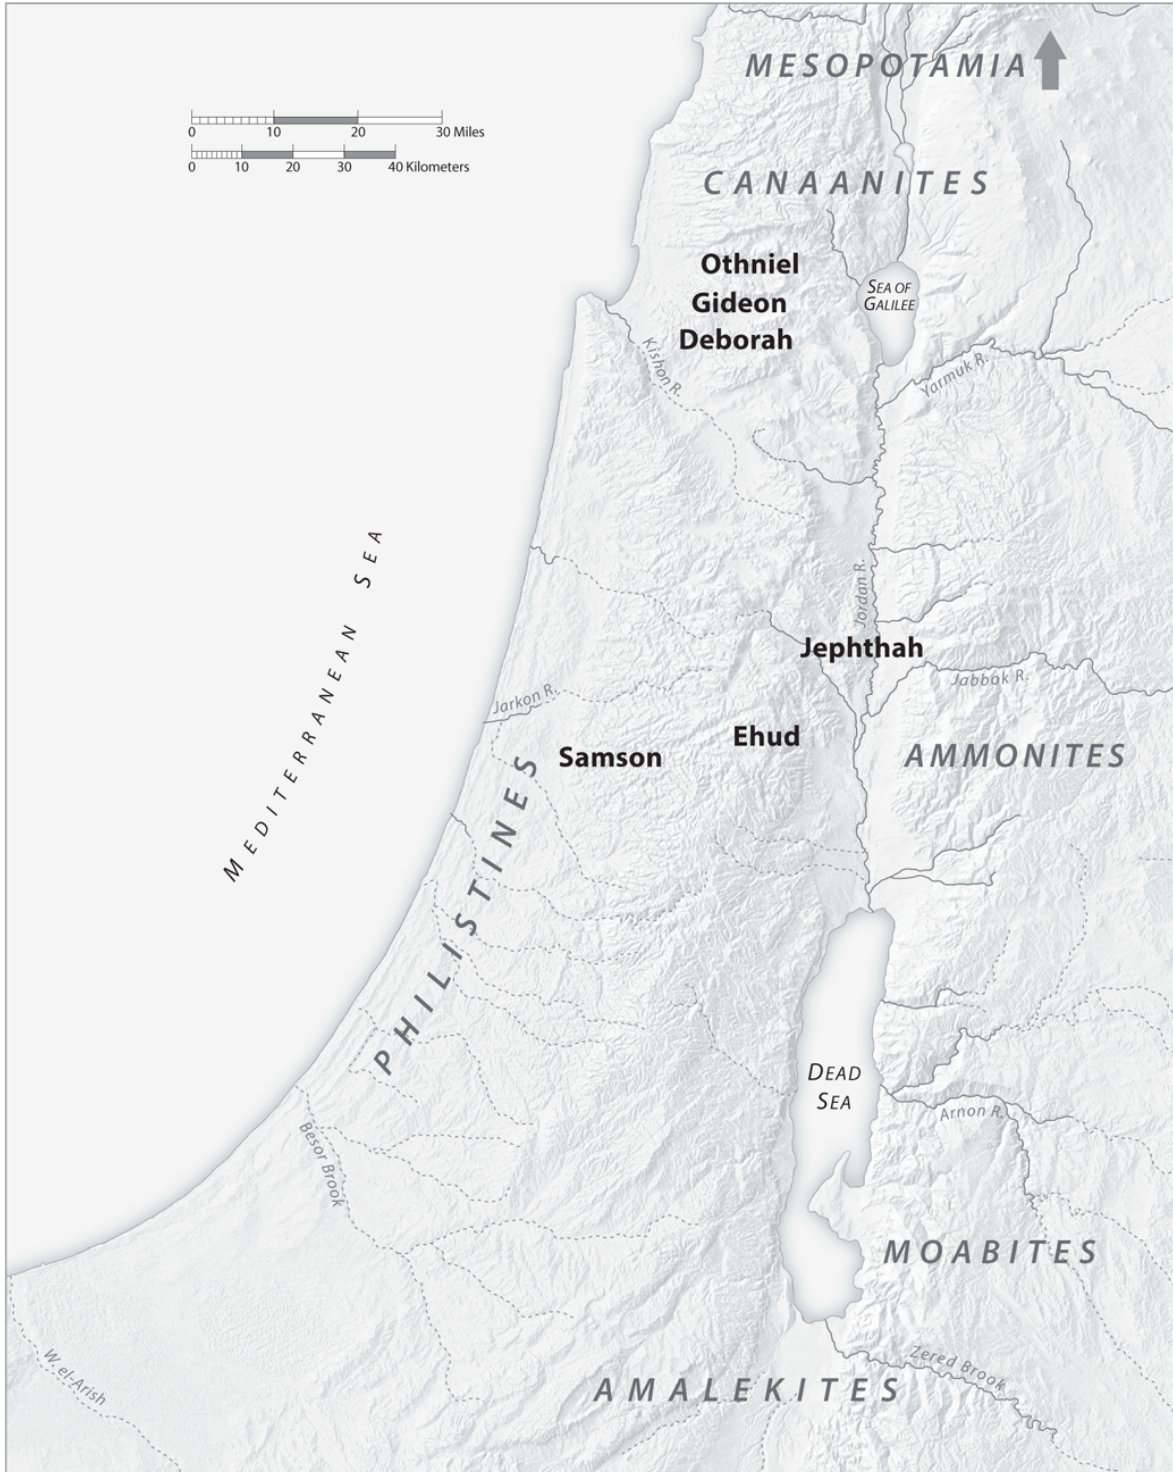 MESOPOTAMIA
0 10 20 30 Miles
0 10 20 30 40 Kilometers
CANAANITES
Othniel
Gideon
Deborah
SEA OF
GALILEE
Kishon R.
Yarmuk R.
MEDITERRANEAN SEA
Jordan R.
Jephthah
Jabbok R.
Jarkon R.
Ehud
Samson
AMMONITES
PHILISTINES
DEAD
SEA
Arnon R.
Besor Brook
MOABITES
Zered Brook
W. el-Arish
AMALEKITES